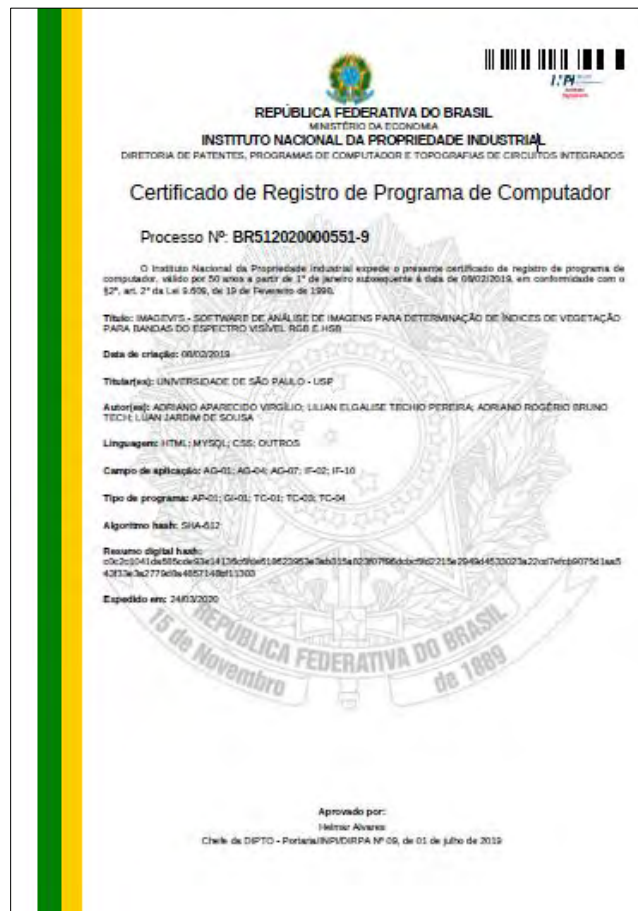 REPÚBLICA FEDERATIVA DO BRASIL
MINISTÉRIO DA ECONOMIA
INSTITUTO NACIONAL DA PROPRIEDADE INDUSTRIAL
DIRETORIA DE PATENTES, PROGRAMAS DE COMPUTADOR E TOPOGRAFIAS DE CIRCUITOS INTEGRADOS
Certificado de Registro de Programa de Computador
Processo Nº: BR512020000551-9
O Instituto Nacional da Propriedade Industrial expede o presente certificado de registro de programa de
computador, válido por 50 anos a partir de 1° de janeiro subsequente à data de 08/02/2019, em conformidade com o
§2°, art. 2° da Lei 9.609, de 19 de Fevereiro de 1998.
Título: SOFTWARE DE ANÁLISE DE IMAGENS PARA DETERMINAÇÃO DE ÍNDICES DE VEGETAÇÃO
PARA BANDAS DO ESPECTRO VISÍVEL RGB E HSB
Data de criação: 08/02/2019
Titular(es): UNIVERSIDADE DE SÃO PAULO - USP
Autor(es): ADRIANO APARECIDO VIRGÍLIO; LILIAN ELGALISE TECHIO PEREIRA; ADRIANO ROGÉRIO BRUNO
TECH; LUAN JARDIM DE SOUSA
Linguagem: HTML; MYSQL; CSS; OUTROS
Campo de aplicação: AG-01; AG-04; AG-07; IF-02; IF-10
Tipo de programa: AP-01; GI-01; TC-01; TC-03; TC-04
Algoritmo hash: SHA-512
Resumo digital hash:
Expedido em: 24/03/2020
REPÚBLICA FEDERATIVA DO BRASIL
15 de Novembro
de 1889
Aprovado por:
Helmar Alvares
Chefe da DIPTO - Portaria/INPI/DIRPA Nº 09, de 01 de julho de 2019